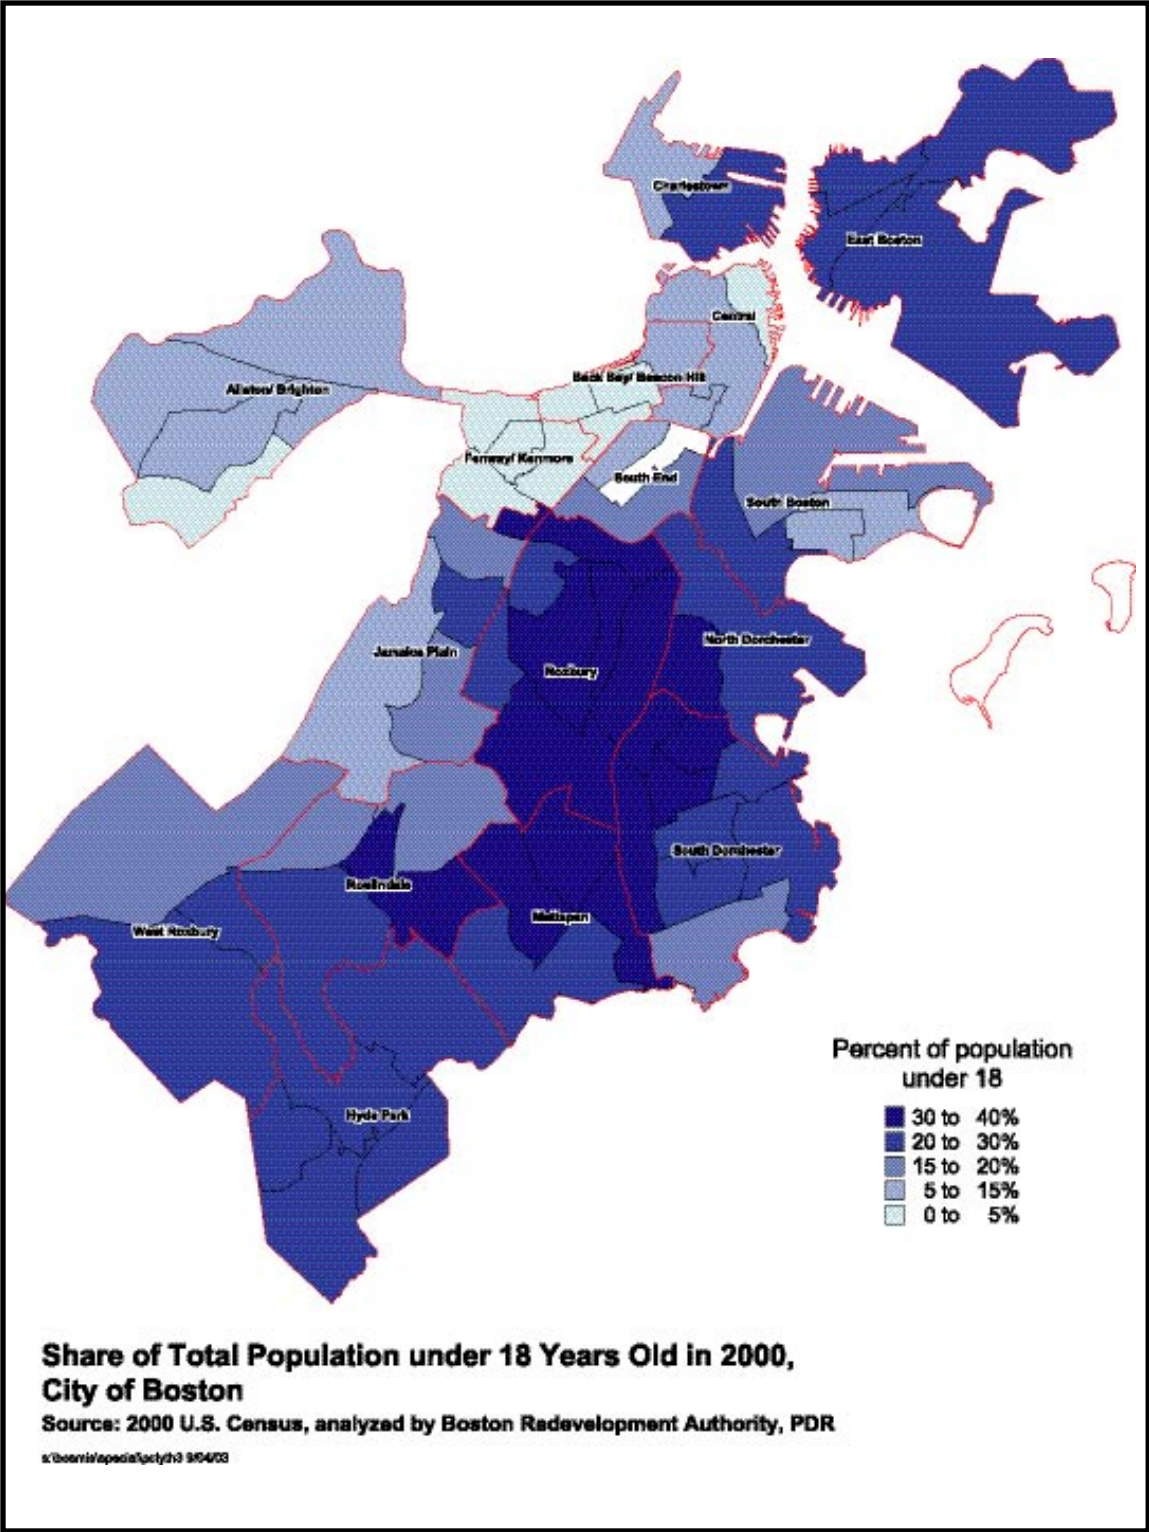 Charlestown
East Boston
Central
Back Bay/ Beacon Hill
Allston/ Brighton
Fenway/ Kenmore
South End
South Boston
North Dorchester
Jamaica Plain
Roxbury
South Dorchester
Roslindale
Mattapan
West Roxbury
Hyde Park
Percent of population
under 18
30 to 40%
20 to 30%
15 to 20%
5 to 15%
0 to 5%
Share of Total Population under 18 Years Old in 2000,
City of Boston
Source: 2000 U.S. Census, analyzed by Boston Redevelopment Authority, PDR
9/04/03